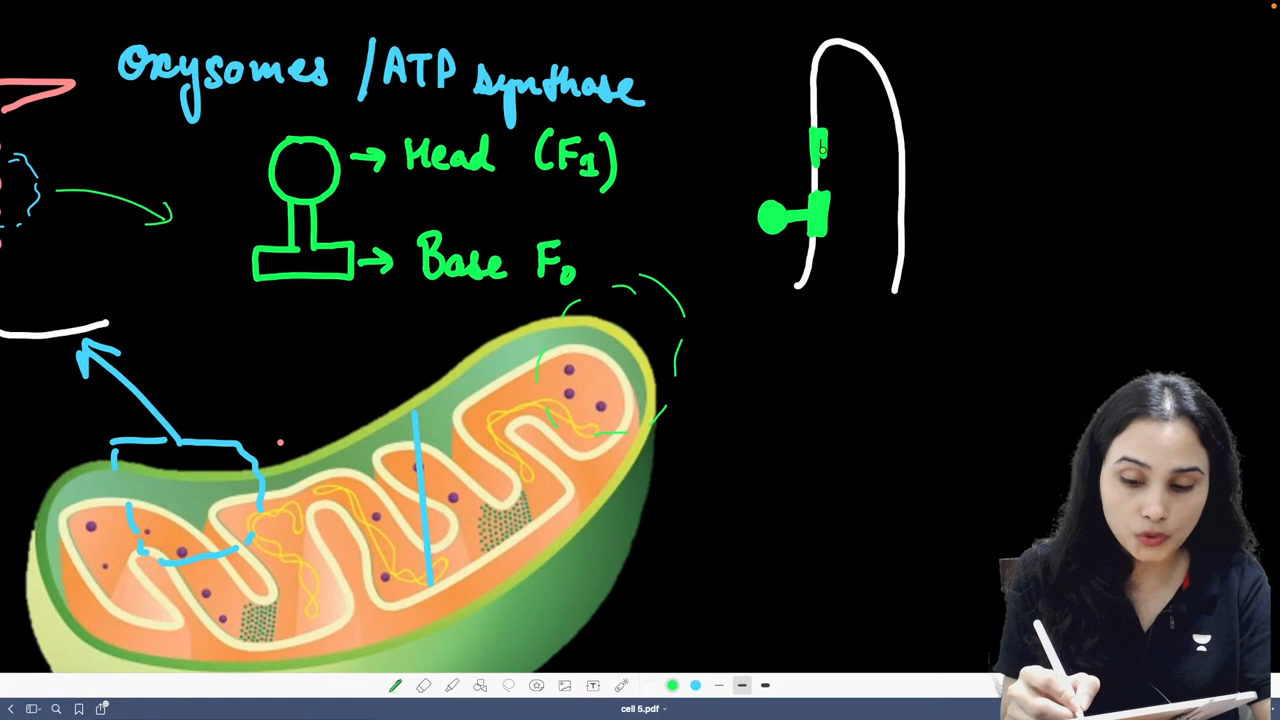 Oxysomes / ATP synthase
Head (F1)
Base F0
cell 5.pdf